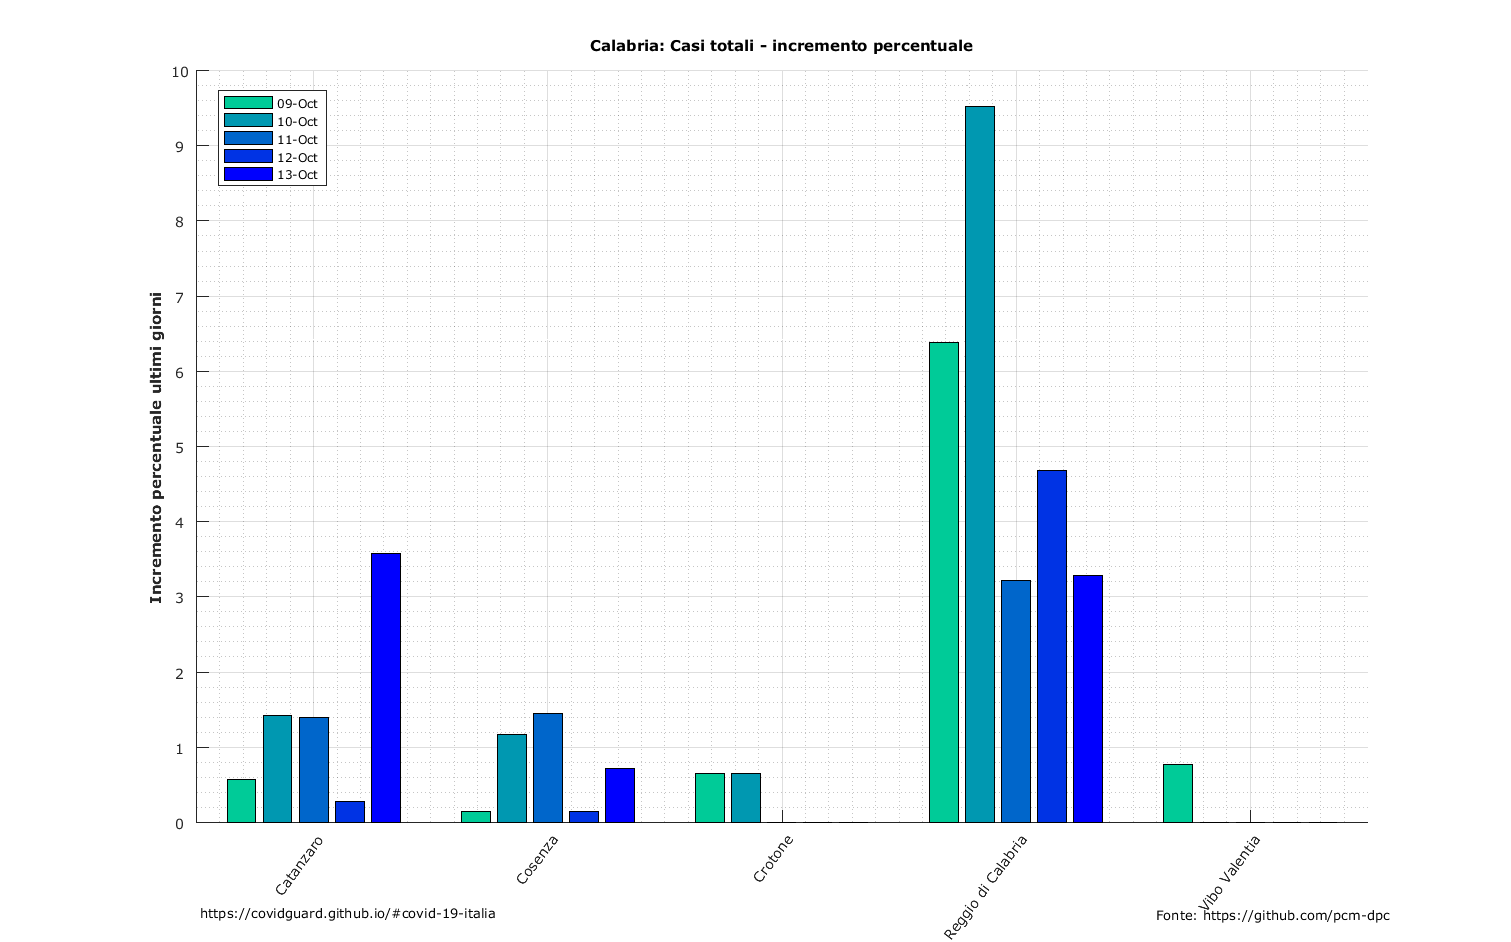 Calabria: Casi totali - incremento percentuale
10
9
8
7
6
5
4
3
2
1
0
Incremento percentuale ultimi giorni
09-Oct
10-Oct
11-Oct
12-Oct
13-Oct
Catanzaro
Cosenza
Crotone
Reggio di Calabria
Vibo Valentia
https://covidguard.github.io/#covid-19-italia
Fonte: https://github.com/pcm-dpc